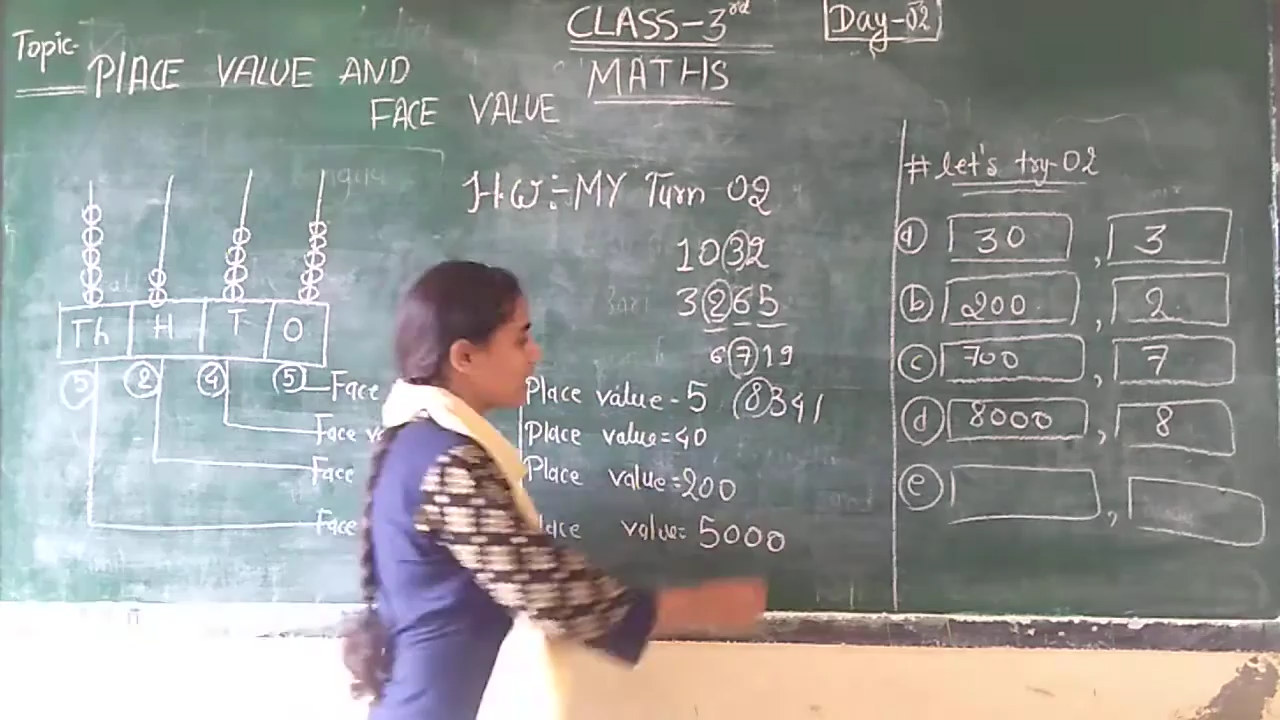 CLASS-3rd
Day-02
Topic-
PLACE VALUE AND
FACE VALUE
MATHS
HW:-MY Turn 02
1032
3265
6719
8341
Th H T O
5 2 4 5
Face Place value-5
Face Place value=40
Face Place value=200
Face value=5000
# let's try-02
a 30, 3
b 200, 2
c 700, 7
d 8000, 8
e ,